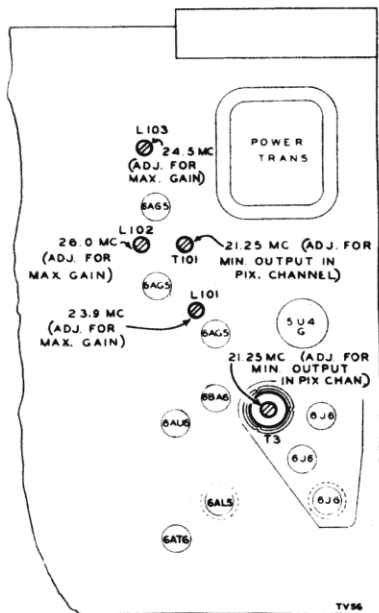 L103
24.5 MC
(ADJ. FOR
MAX. GAIN)
POWER
TRANS
6AG5
L102
26.0 MC
(ADJ. FOR
MAX GAIN)
T101
21.25 MC (ADJ. FOR
MIN. OUTPUT IN
PIX. CHANNEL)
6AG5
L101
23.9 MC
(ADJ. FOR
MAX. GAIN)
6AG5
5U4
G
21.25 MC (ADJ. FOR
MIN. OUTPUT
IN PIX CHAN)
6BA6
6AU6
T3
6J6
6J6
6AL5
6J6
6AT6
TV56